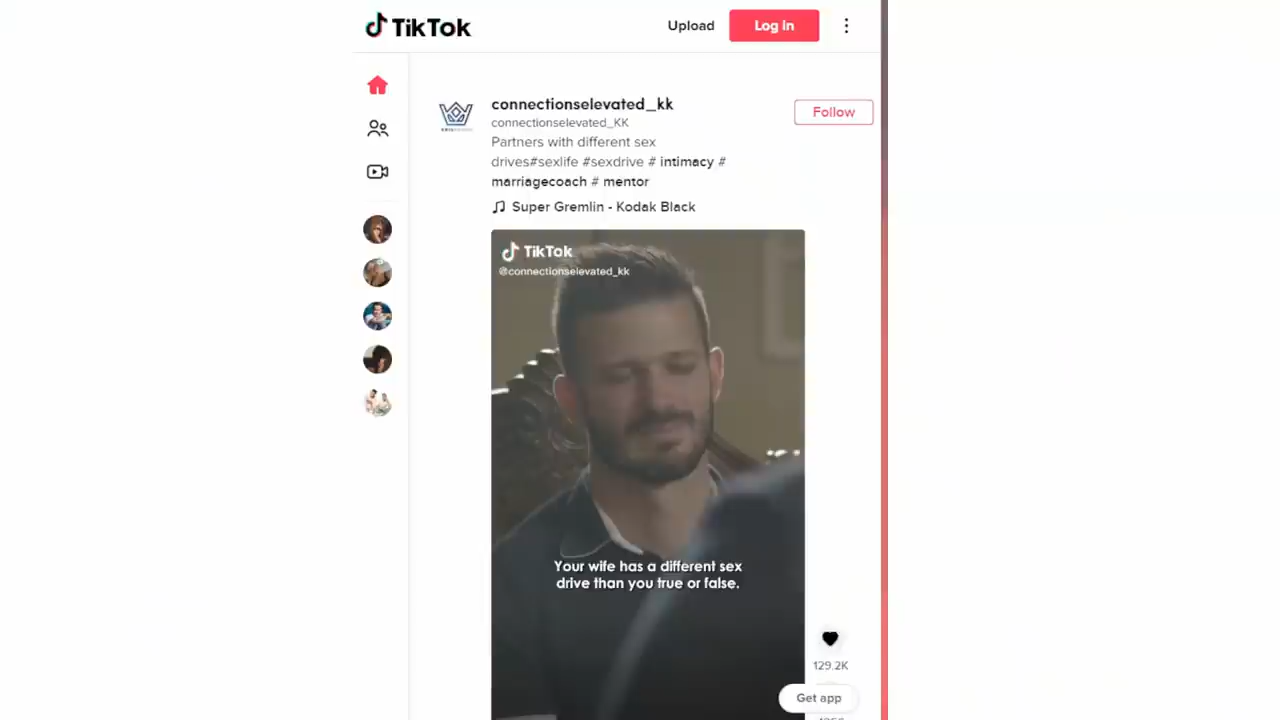 TikTok
Upload
Log In
connectionselevated_kk
Follow
connectionselevated_KK
Partners with different sex
drives#sexlife #sexdrive # intimacy #
marriagecoach # mentor
Super Gremlin - Kodak Black
TikTok
@connectionselevated_kk
Your wife has a different sex
drive than you true or false.
129.2K
Get app